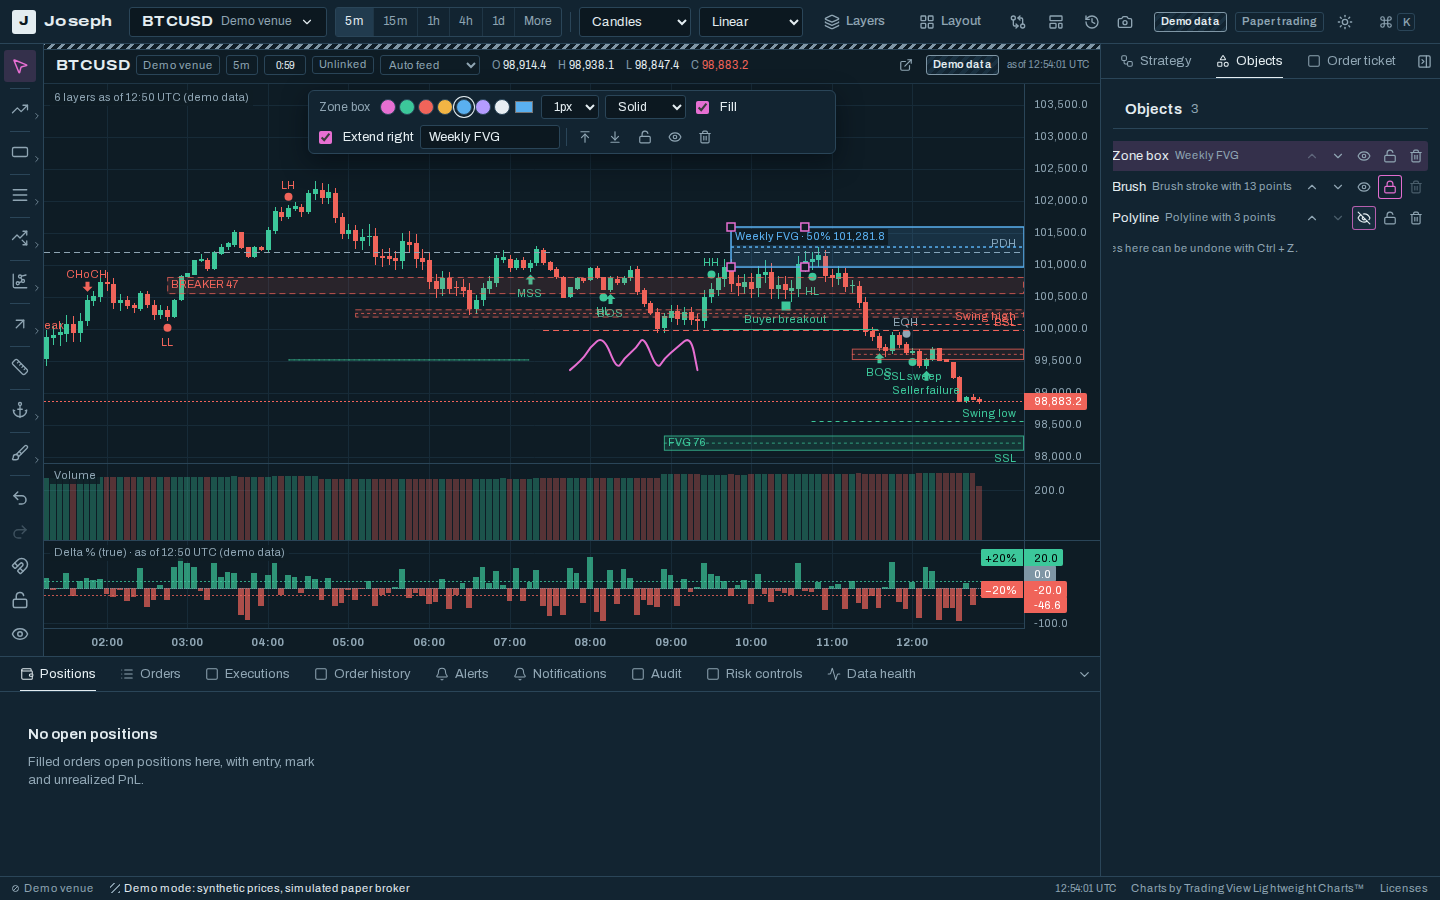 J Joseph BTCUSD Demo venue 5m 15m 1h 4h 1d More Candles Linear Layers Layout Demo data Paper trading ⌘ K
BTCUSD Demo venue 5m 0:59 Unlinked Auto feed O 98,914.4 H 98,938.1 L 98,847.4 C 98,883.2 Demo data as of 12:54:01 UTC
6 layers as of 12:50 UTC (demo data)
Zone box 1px Solid Fill
Extend right Weekly FVG
103,500.0
103,000.0
102,500.0
102,000.0
101,500.0
101,000.0
100,500.0
100,000.0
99,500.0
99,000.0
98,883.2
98,500.0
98,000.0
LH
Weekly FVG · 50% 101,281.8
PDH
HH
CHoCH
BREAKER 47
MSS
HL
BOS
Buyer breakout
EQH
Swing high
BSL
LL
BOS
SSL sweep
Seller failure
Swing low
FVG 76
SSL
Volume
200.0
Delta % (true) · as of 12:50 UTC (demo data)
+20% 20.0
0.0
−20% -20.0
-46.6
-100.0
02:00 03:00 04:00 05:00 06:00 07:00 08:00 09:00 10:00 11:00 12:00
Strategy Objects Order ticket
Objects 3
Zone box Weekly FVG
Brush Brush stroke with 13 points
Polyline Polyline with 3 points
es here can be undone with Ctrl + Z.
Positions Orders Executions Order history Alerts Notifications Audit Risk controls Data health
No open positions
Filled orders open positions here, with entry, mark
and unrealized PnL.
Demo venue Demo mode: synthetic prices, simulated paper broker 12:54:01 UTC Charts by TradingView Lightweight Charts™ Licenses